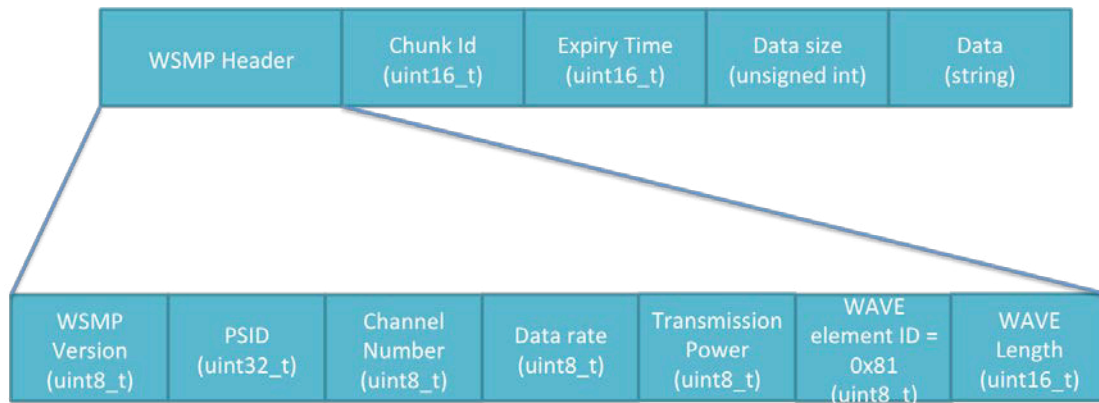 WSMP Header
Chunk Id
(uint16_t)
Expiry Time
(uint16_t)
Data size
(unsigned int)
Data
(string)
WSMP
Version
(uint8_t)
PSID
(uint32_t)
Channel
Number
(uint8_t)
Data rate
(uint8_t)
Transmission
Power
(uint8_t)
WAVE
element ID =
0x81
(uint8_t)
WAVE
Length
(uint16_t)